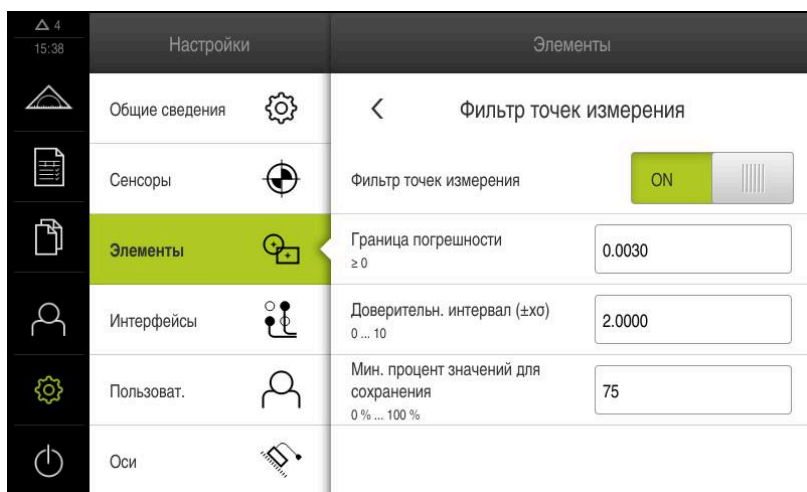 4
15:38
Настройки
Элементы
Общие сведения
Сенсоры
Элементы
Интерфейсы
Пользоват.
Оси
Фильтр точек измерения
Фильтр точек измерения
ON
Граница погрешности
≥ 0
0.0030
Доверительн. интервал (±xσ)
0 ... 10
2.0000
Мин. процент значений для
сохранения
0 % ... 100 %
75